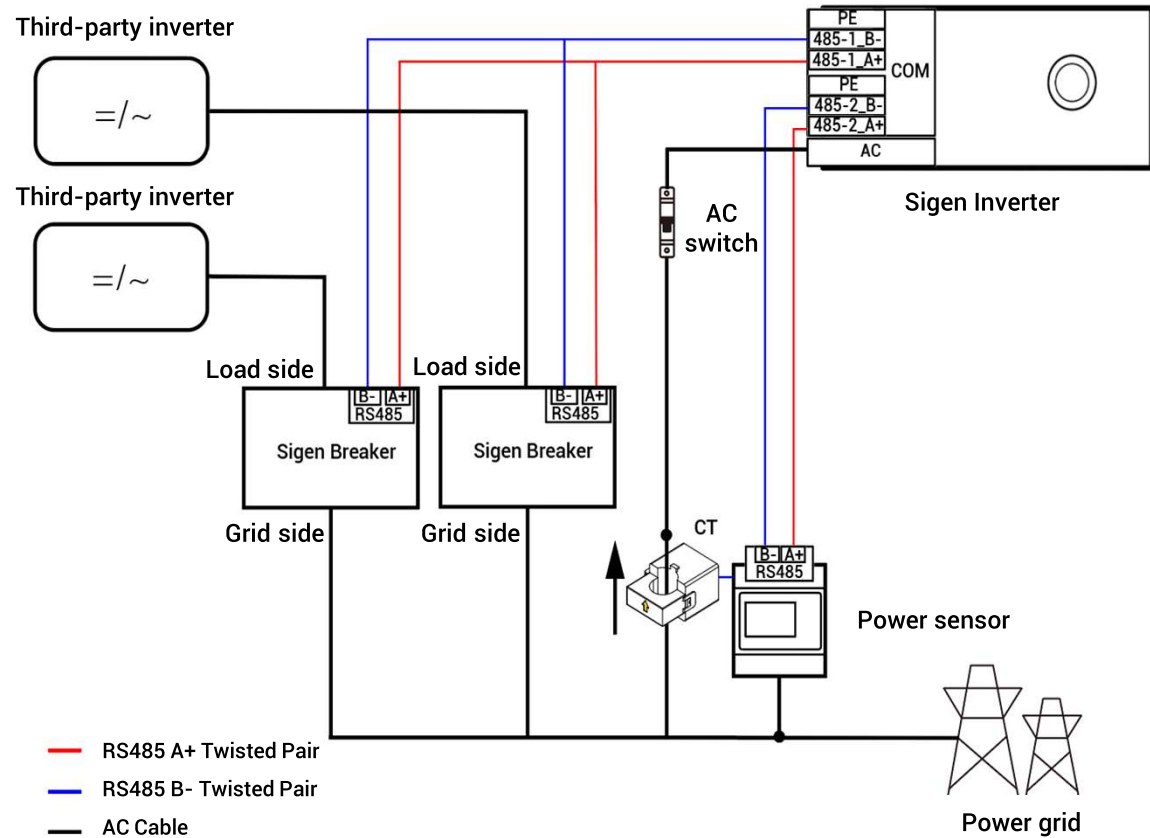 Third-party inverter
=/~
Third-party inverter
=/~
PE
485-1_B-
485-1_A+
COM
PE
485-2_B-
485-2_A+
AC
Sigen Inverter
AC
switch
Load side
Load side
B- A+
RS485
B- A+
RS485
Sigen Breaker
Sigen Breaker
Grid side
Grid side
CT
B- A+
RS485
Power sensor
RS485 A+ Twisted Pair
RS485 B- Twisted Pair
AC Cable
Power grid